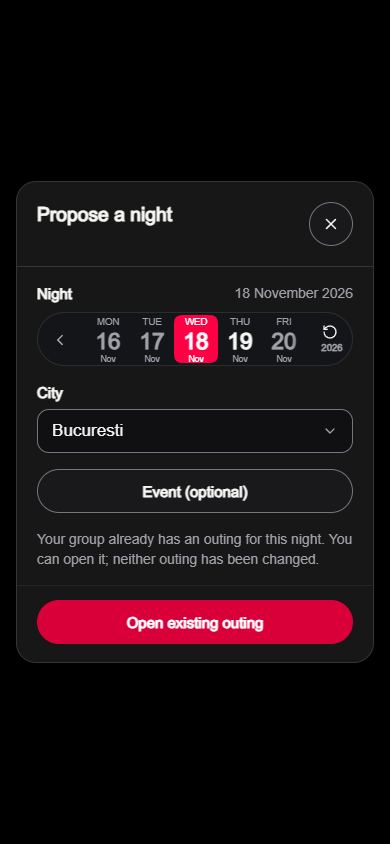 Propose a night
Night 18 November 2026
MON TUE WED THU FRI
16 17 18 19 20 2026
Nov Nov Nov Nov Nov
City
Bucuresti
Event (optional)
Your group already has an outing for this night. You
can open it; neither outing has been changed.
Open existing outing